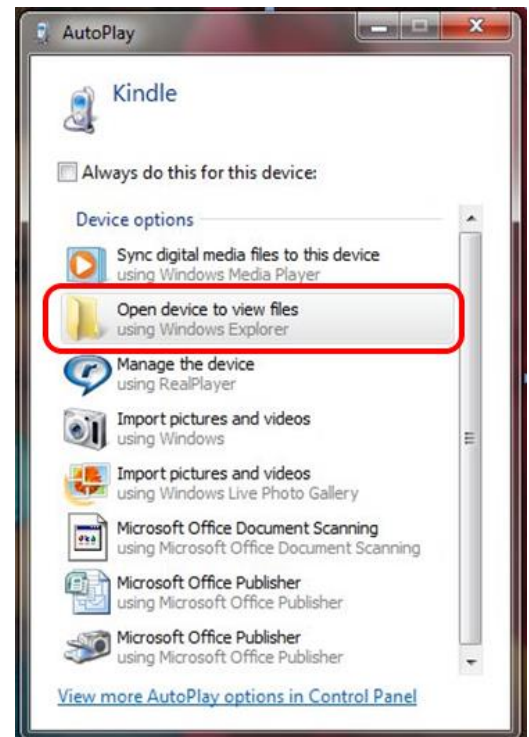 AutoPlay
Kindle
Always do this for this device:
Device options
Sync digital media files to this device
using Windows Media Player
Open device to view files
using Windows Explorer
Manage the device
using RealPlayer
Import pictures and videos
using Windows
Import pictures and videos
using Windows Live Photo Gallery
Microsoft Office Document Scanning
using Microsoft Office Document Scanning
Microsoft Office Publisher
using Microsoft Office Publisher
Microsoft Office Publisher
using Microsoft Office Publisher
View more AutoPlay options in Control Panel